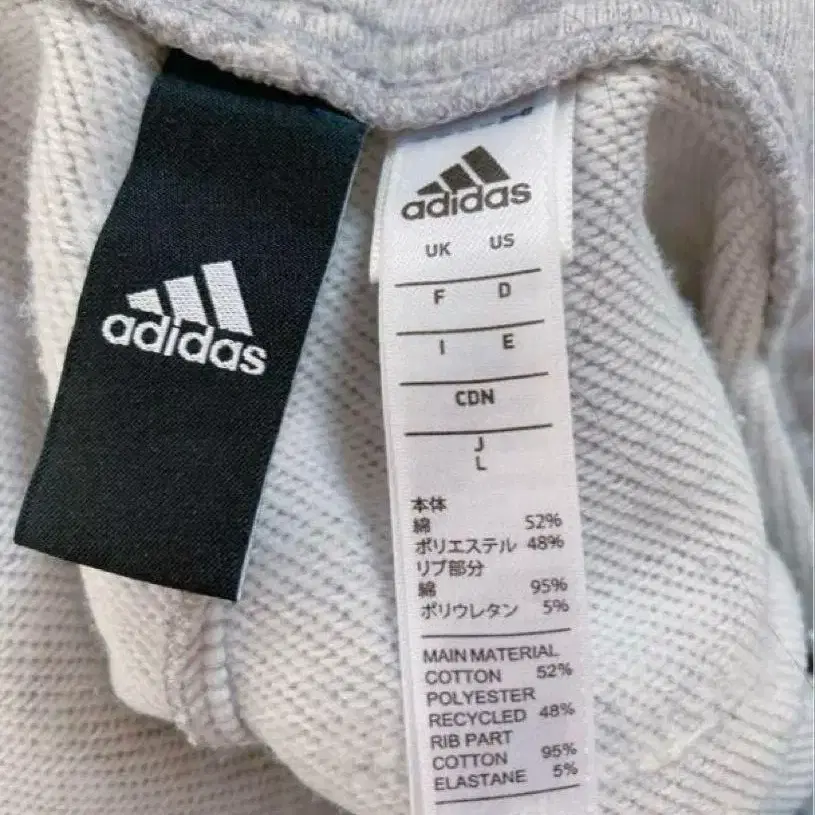 adidas
adidas
UK US
F D
I E
CDN
J
L
本体
綿 52%
ポリエステル 48%
リブ部分
綿 95%
ポリウレタン 5%
MAIN MATERIAL
COTTON 52%
POLYESTER
RECYCLED 48%
RIB PART
COTTON 95%
ELASTANE 5%